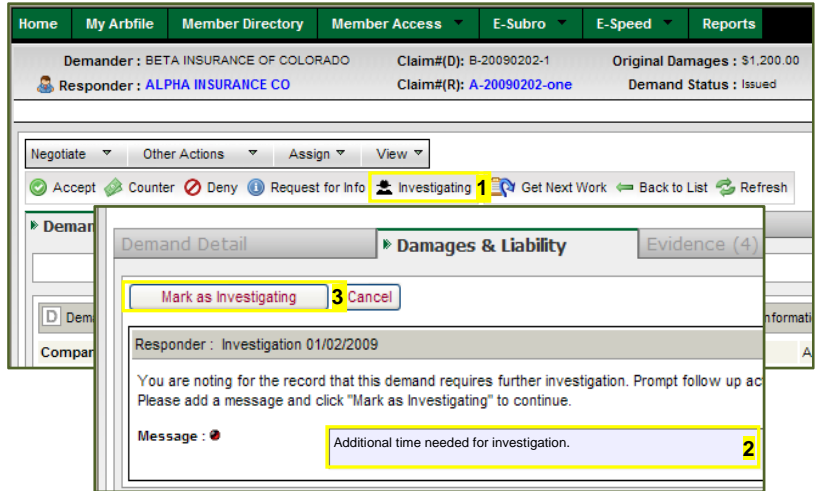 Home My Arbfile Member Directory Member Access E-Subro E-Speed Reports
Demander : BETA INSURANCE OF COLORADO Claim#(D): B-20090202-1 Original Damages : $1,200.00
Responder : ALPHA INSURANCE CO Claim#(R): A-20090202-one Demand Status : Issued
Negotiate Other Actions Assign View
Accept Counter Deny Request for Info Investigating 1 Get Next Work Back to List Refresh
Deman
Demand Detail Damages & Liability Evidence (4)
Mark as Investigating 3 Cancel
D Dema
nformati
Compan
A
Responder : Investigation 01/02/2009
You are noting for the record that this demand requires further investigation. Prompt follow up ac
Please add a message and click "Mark as Investigating" to continue.
Message : Additional time needed for investigation. 2